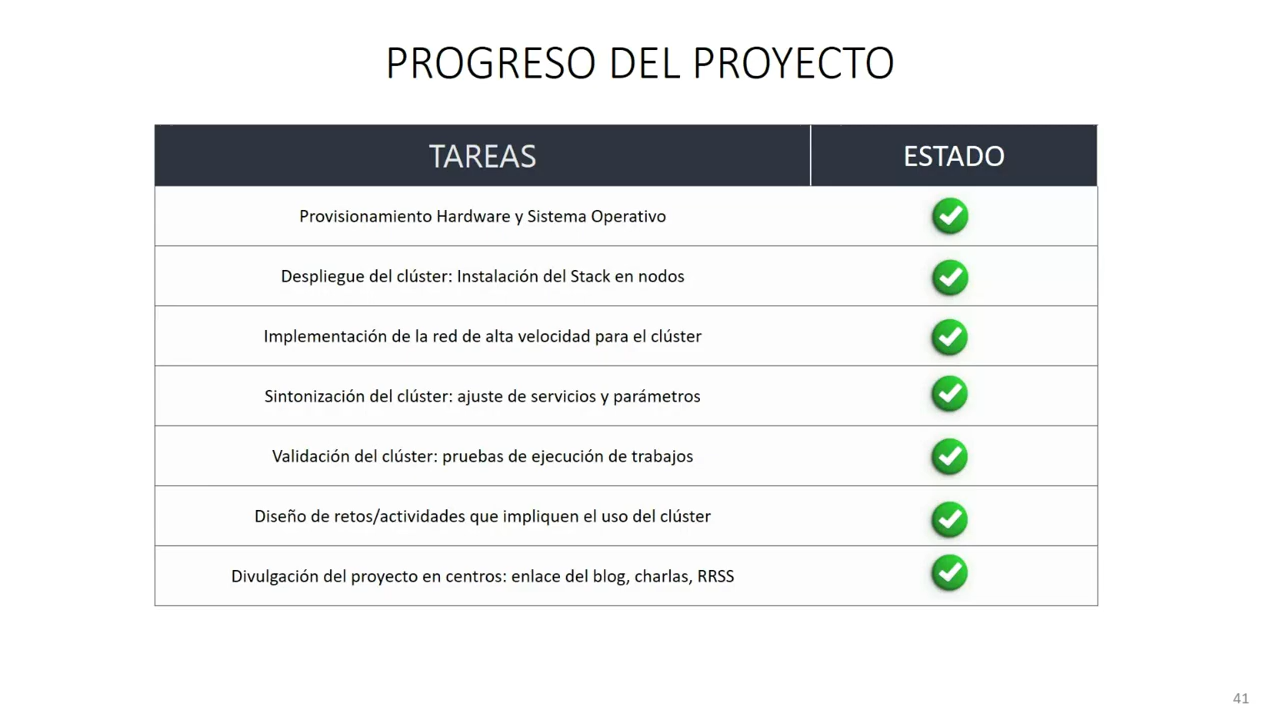 PROGRESO DEL PROYECTO
TAREAS
ESTADO
Provisionamiento Hardware y Sistema Operativo
Despliegue del clúster: Instalación del Stack en nodos
Implementación de la red de alta velocidad para el clúster
Sintonización del clúster: ajuste de servicios y parámetros
Validación del clúster: pruebas de ejecución de trabajos
Diseño de retos/actividades que impliquen el uso del clúster
Divulgación del proyecto en centros: enlace del blog, charlas, RRSS
41